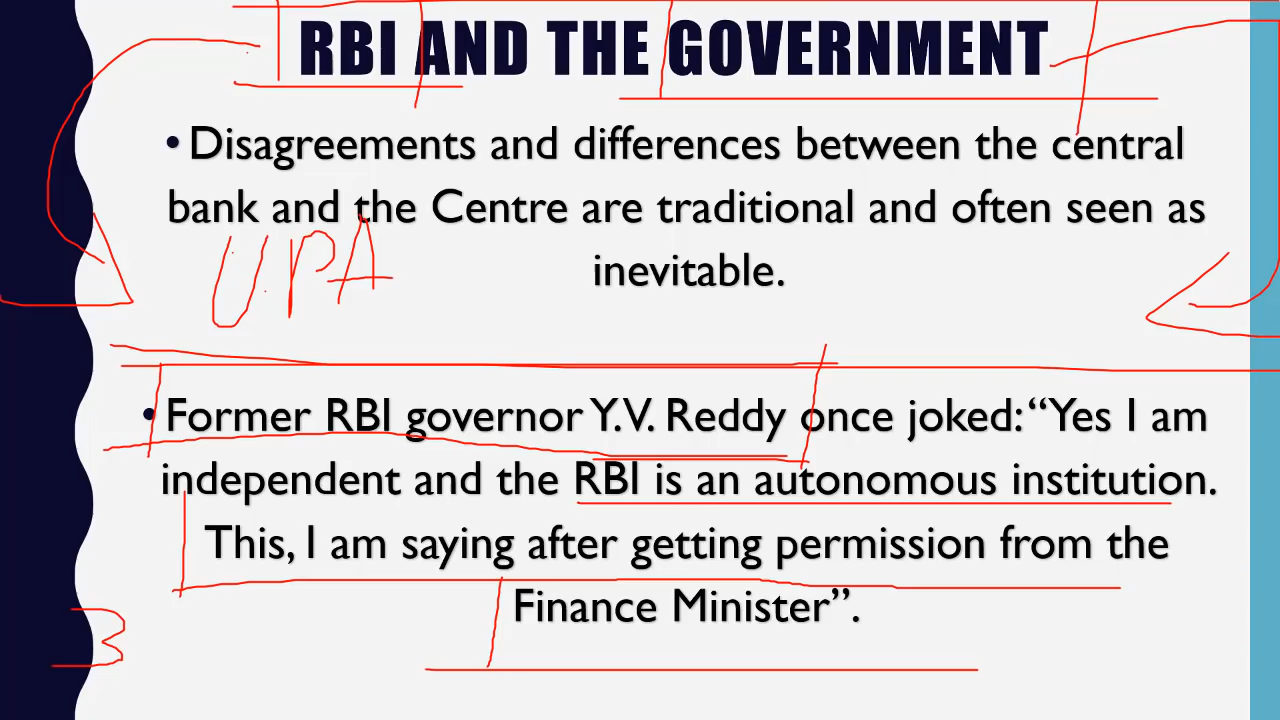 RBI AND THE GOVERNMENT
•Disagreements and differences between the central
bank and the Centre are traditional and often seen as
inevitable.
UPA
•Former RBI governor Y.V. Reddy once joked: “Yes I am
independent and the RBI is an autonomous institution.
This, I am saying after getting permission from the
Finance Minister”.
3